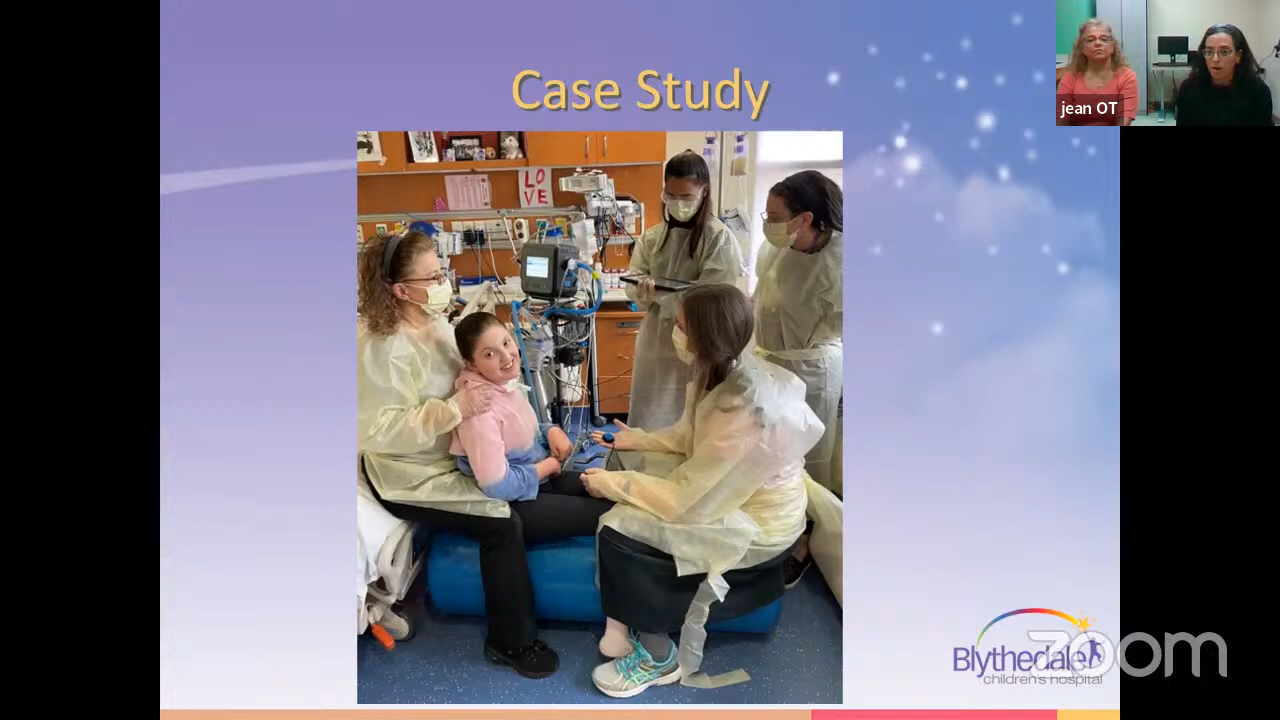 Case Study
jean OT
LO
VE
Blythedale
children's hospital
zoom